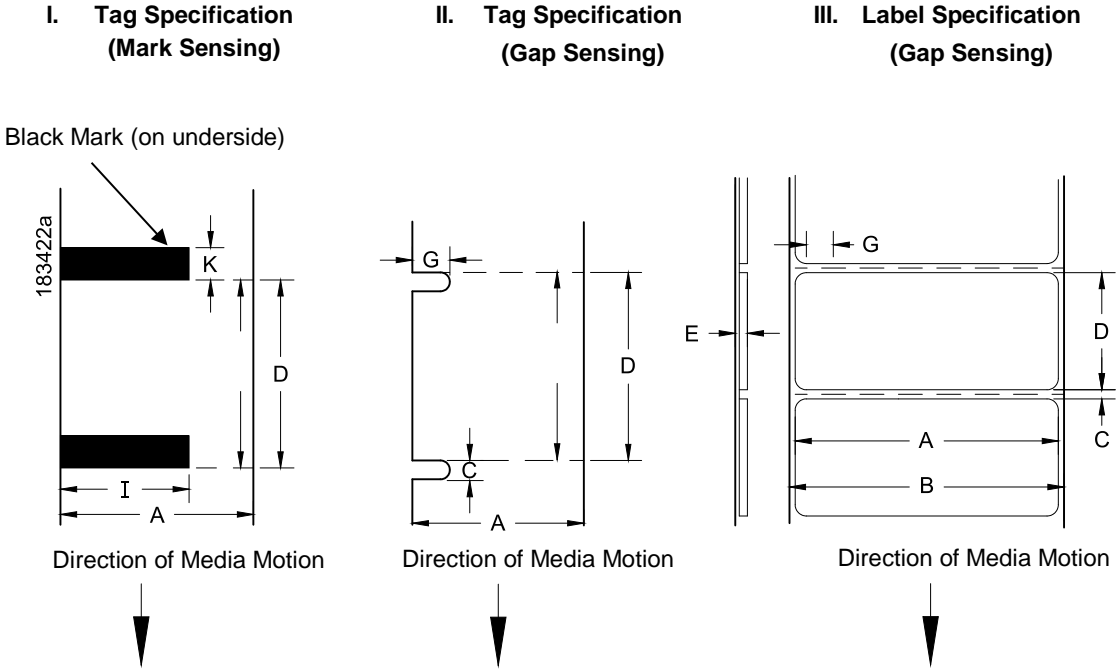 I. Tag Specification
(Mark Sensing)
II. Tag Specification
(Gap Sensing)
III. Label Specification
(Gap Sensing)
Black Mark (on underside)
183422a
K
D
I
A
Direction of Media Motion
G
D
C
A
Direction of Media Motion
G
E
D
C
A
B
Direction of Media Motion